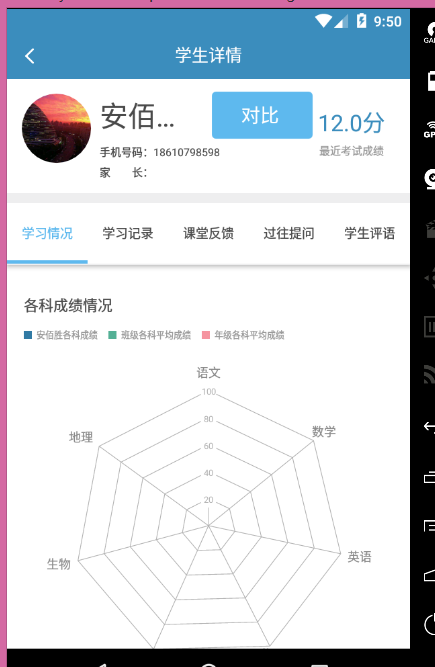 9:50
学生详情
安佰...
对比
12.0分
手机号码：18610798598
最近考试成绩
家 长：
学习情况 学习记录 课堂反馈 过往提问 学生评语
各科成绩情况
安佰胜各科成绩 班级各科平均成绩 年级各科平均成绩
语文
100
数学
地理
80
60
40
20
英语
生物